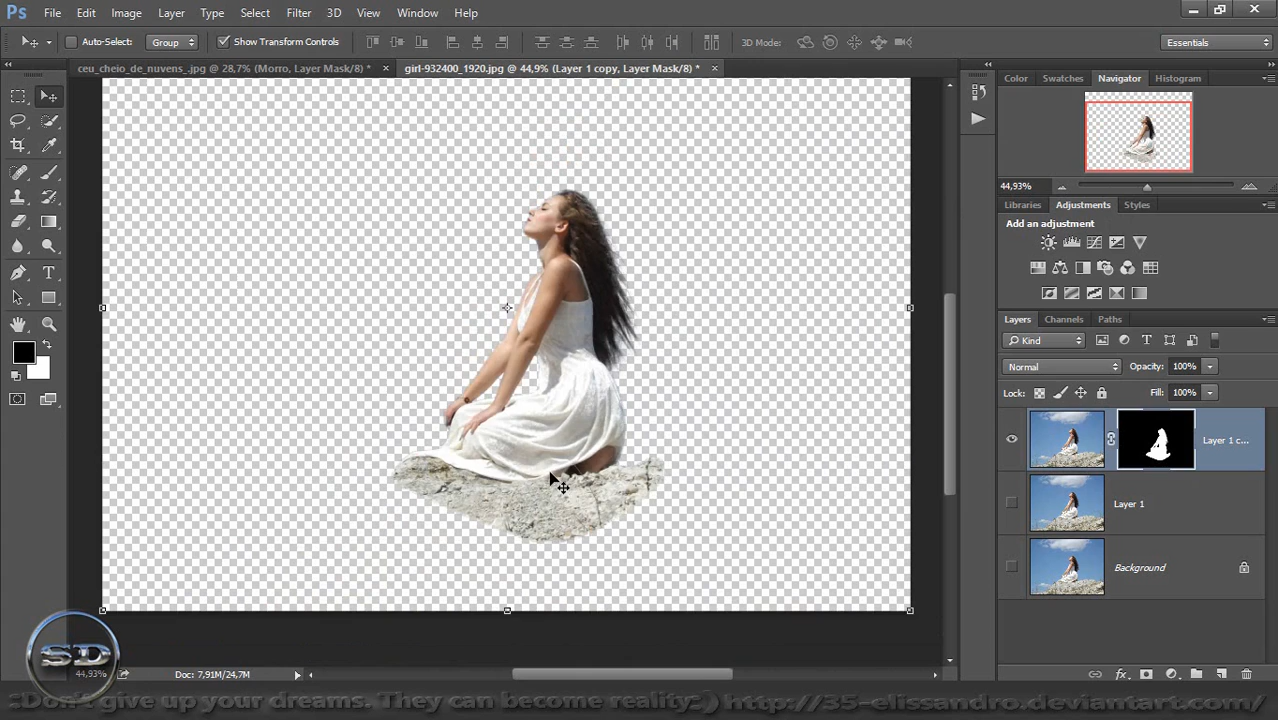 Ps File Edit Image Layer Type Select Filter 3D View Window Help
Auto-Select: Group Show Transform Controls 3D Mode: Essentials
ceu_cheio_de_nuvens_.jpg @ 28,7% (Morro, Layer Mask/8) * × girl-932400_1920.jpg @ 44,9% (Layer 1 copy, Layer Mask/8) * ×
Color Swatches Navigator Histogram
44,93%
Libraries Adjustments Styles
Add an adjustment
Layers Channels Paths
Kind
Normal Opacity: 100%
Lock: Fill: 100%
Layer 1 c...
Layer 1
Background
SD
44,93% Doc: 7,91M/24,7M
:Don't give up your dreams. They can become reality:) http://35-elissandro.deviantart.com/